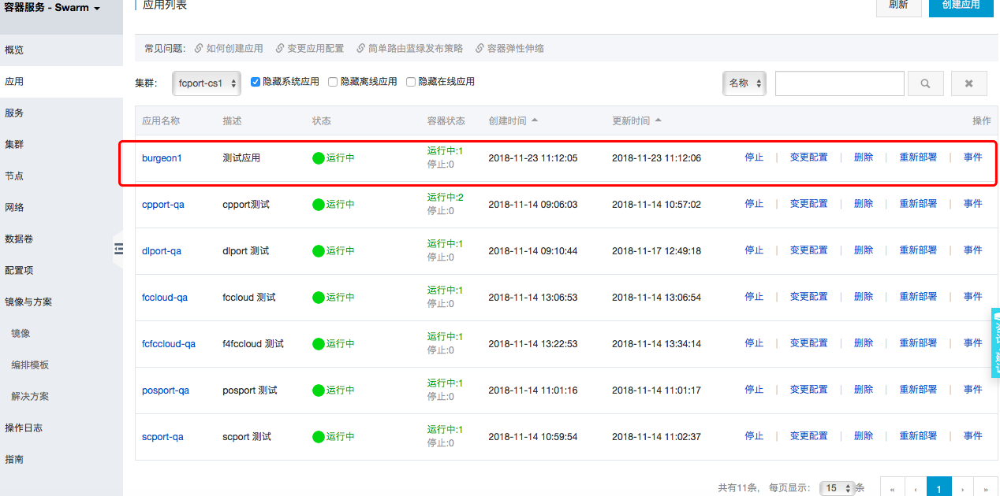 容器服务 - Swarm
概览
应用
服务
集群
节点
网络
数据卷
配置项
镜像与方案
镜像
编排模板
解决方案
操作日志
指南
应用列表
刷新
创建应用
常见问题: 如何创建应用 变更应用配置 简单路由蓝绿发布策略 容器弹性伸缩
集群: fcport-cs1 隐藏系统应用 隐藏离线应用 隐藏在线应用 名称
应用名称 描述 状态 容器状态 创建时间 更新时间 操作
burgeon1 测试应用 运行中 运行中:1 停止:0 2018-11-23 11:12:05 2018-11-23 11:12:06 停止 | 变更配置 | 删除 | 重新部署 | 事件
cpport-qa cpport测试 运行中 运行中:2 停止:0 2018-11-14 09:06:03 2018-11-14 10:57:02 停止 | 变更配置 | 删除 | 重新部署 | 事件
dlport-qa dlport 测试 运行中 运行中:1 停止:0 2018-11-14 09:10:44 2018-11-17 12:49:18 停止 | 变更配置 | 删除 | 重新部署 | 事件
fccloud-qa fccloud 测试 运行中 运行中:1 停止:0 2018-11-14 13:06:53 2018-11-14 13:06:54 停止 | 变更配置 | 删除 | 重新部署 | 事件
fcfccloud-qa f4fccloud 测试 运行中 运行中:1 停止:0 2018-11-14 13:22:53 2018-11-14 13:34:14 停止 | 变更配置 | 删除 | 重新部署 | 事件
posport-qa posport 测试 运行中 运行中:1 停止:0 2018-11-14 11:01:16 2018-11-14 11:01:17 停止 | 变更配置 | 删除 | 重新部署 | 事件
scport-qa scport 测试 运行中 运行中:1 停止:0 2018-11-14 10:59:54 2018-11-14 11:02:37 停止 | 变更配置 | 删除 | 重新部署 | 事件
共有11条, 每页显示: 15 条 « ‹ 1 › »